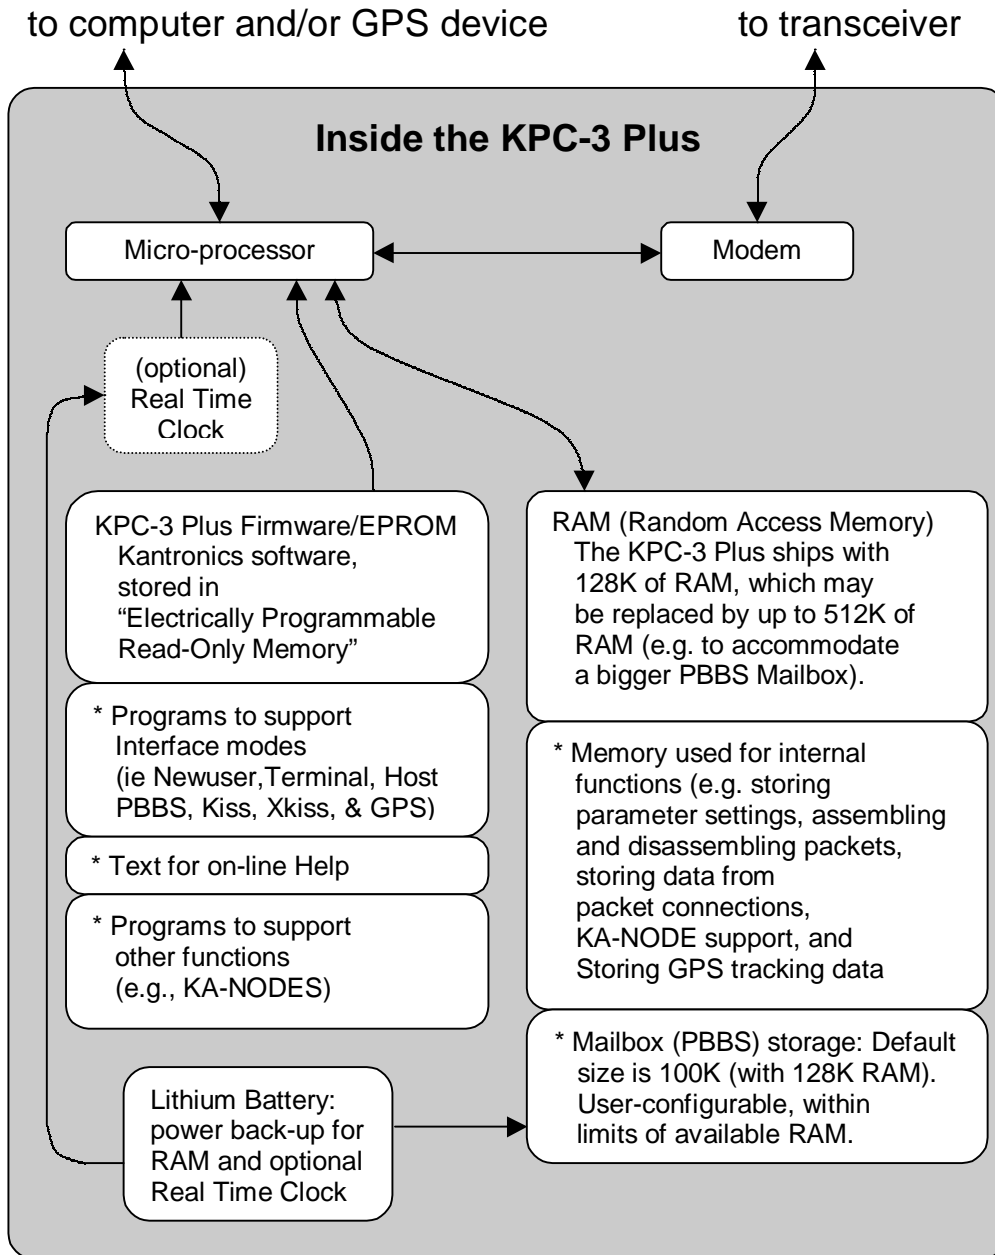 to computer and/or GPS device
to transceiver
Inside the KPC-3 Plus
Micro-processor
Modem
(optional)
Real Time
Clock
KPC-3 Plus Firmware/EPROM
Kantronics software,
stored in
“Electrically Programmable
Read-Only Memory”
* Programs to support
Interface modes
(ie Newuser,Terminal, Host
PBBS, Kiss, Xkiss, & GPS)
* Text for on-line Help
* Programs to support
other functions
(e.g., KA-NODES)
RAM (Random Access Memory)
The KPC-3 Plus ships with
128K of RAM, which may
be replaced by up to 512K of
RAM (e.g. to accommodate
a bigger PBBS Mailbox).
* Memory used for internal
functions (e.g. storing
parameter settings, assembling
and disassembling packets,
storing data from
packet connections,
KA-NODE support, and
Storing GPS tracking data
* Mailbox (PBBS) storage: Default
size is 100K (with 128K RAM).
User-configurable, within
limits of available RAM.
Lithium Battery:
power back-up for
RAM and optional
Real Time Clock